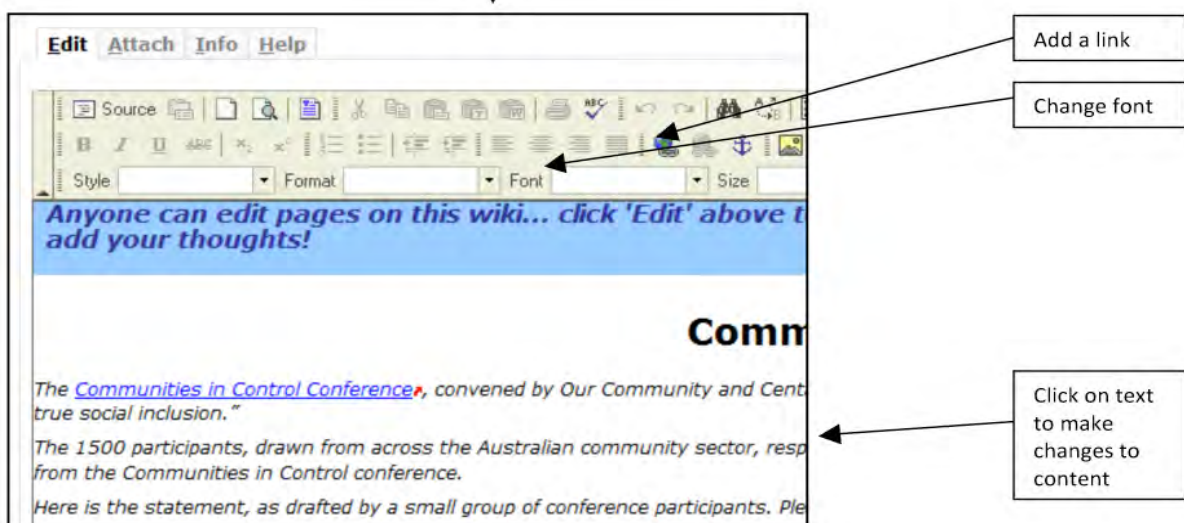 Edit Attach Info Help
Add a link
Source ABC
Change font
B I U ABC X₂ x²
Style Format Font Size
Anyone can edit pages on this wiki... click 'Edit' above t
add your thoughts!
Comm
The Communities in Control Conference, convened by Our Community and Cent
true social inclusion.”
The 1500 participants, drawn from across the Australian community sector, resp
from the Communities in Control conference.
Here is the statement, as drafted by a small group of conference participants. Ple
Click on text
to make
changes to
content